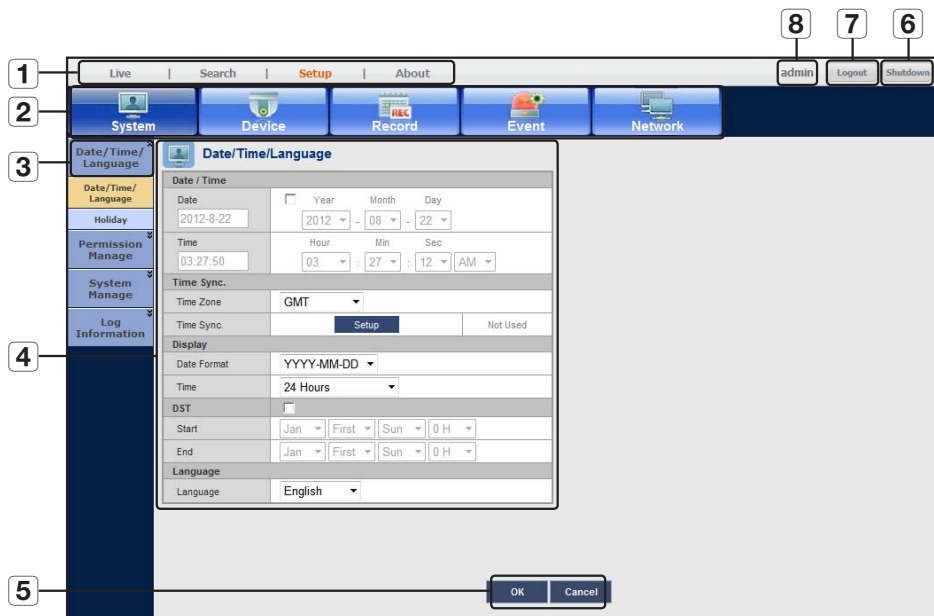 8 7 6
1 Live | Search | Setup | About admin Logout Shutdown
2 System Device Record Event Network
REC
3 Date/Time/
Language
Date/Time/
Language
Holiday
Permission
Manage
System
Manage
Log
Information
Date/Time/Language
Date / Time
Date Year Month Day
2012-8-22 2012 - 08 - 22
Time Hour Min Sec
03:27:50 03 : 27 : 12 AM
Time Sync.
Time Zone GMT
Time Sync. Setup Not Used
Display
4 Date Format YYYY-MM-DD
Time 24 Hours
DST
Start Jan First Sun 0 H
End Jan First Sun 0 H
Language
Language English
5 OK Cancel